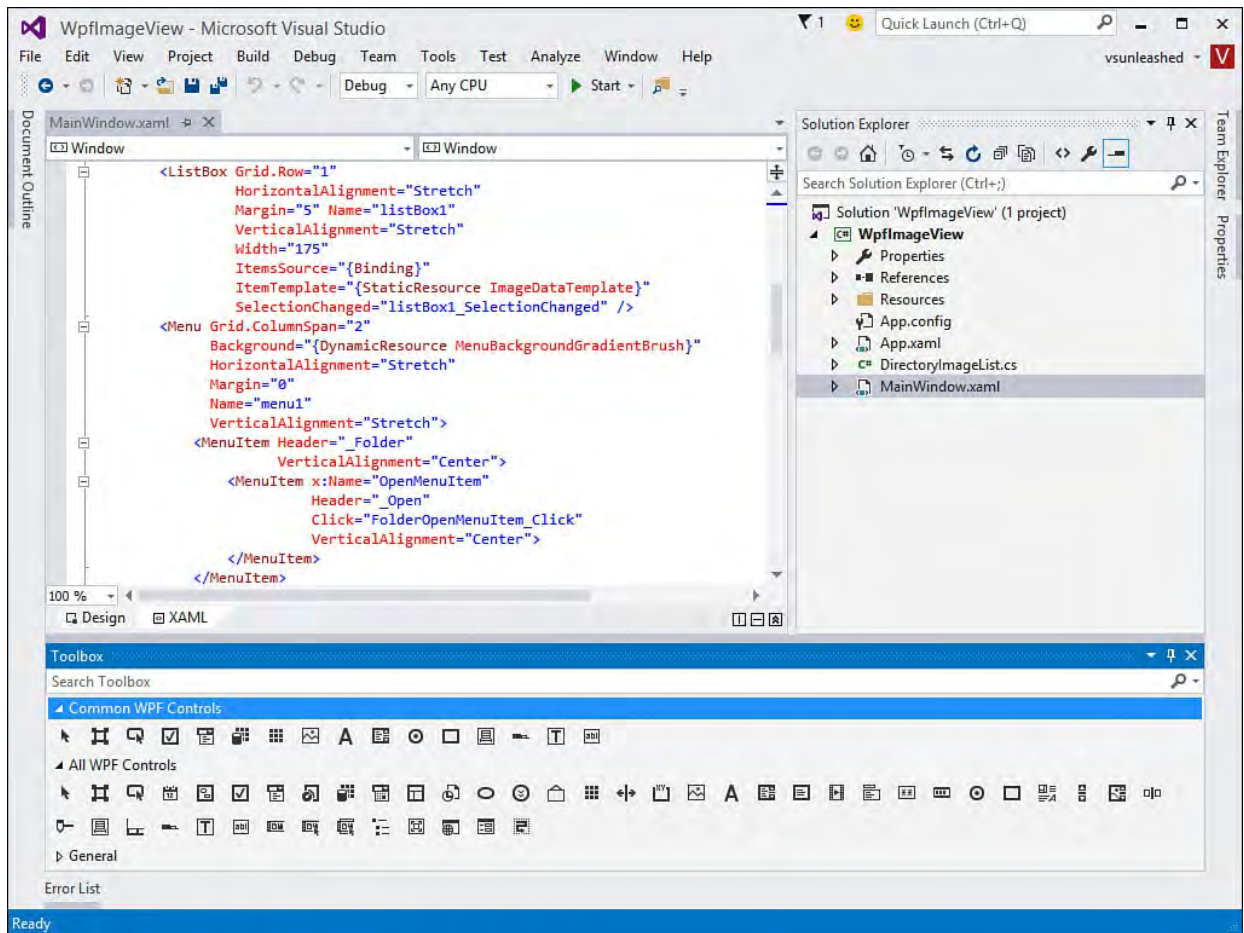 WpfImageView - Microsoft Visual Studio
1
Quick Launch (Ctrl+Q)
File Edit View Project Build Debug Team Tools Test Analyze Window Help
vsunleashed
V
Debug
Any CPU
Start
Document Outline
MainWindow.xaml
Window
Window
<ListBox Grid.Row="1"
HorizontalAlignment="Stretch"
Margin="5" Name="listBox1"
VerticalAlignment="Stretch"
Width="175"
ItemsSource="{Binding}"
ItemTemplate="{StaticResource ImageDataTemplate}"
SelectionChanged="listBox1_SelectionChanged" />
<Menu Grid.ColumnSpan="2"
Background="{DynamicResource MenuBackgroundGradientBrush}"
HorizontalAlignment="Stretch"
Margin="0"
Name="menu1"
VerticalAlignment="Stretch">
<MenuItem Header="_Folder"
VerticalAlignment="Center">
<MenuItem x:Name="OpenMenuItem"
Header="_Open"
Click="FolderOpenMenuItem_Click"
VerticalAlignment="Center">
</MenuItem>
</MenuItem>
100 %
Design
XAML
Solution Explorer
Search Solution Explorer (Ctrl+;)
Solution 'WpfImageView' (1 project)
C# WpfImageView
Properties
References
Resources
App.config
App.xaml
C# DirectoryImageList.cs
MainWindow.xaml
Team Explorer
Properties
Toolbox
Search Toolbox
Common WPF Controls
All WPF Controls
General
Error List
Ready